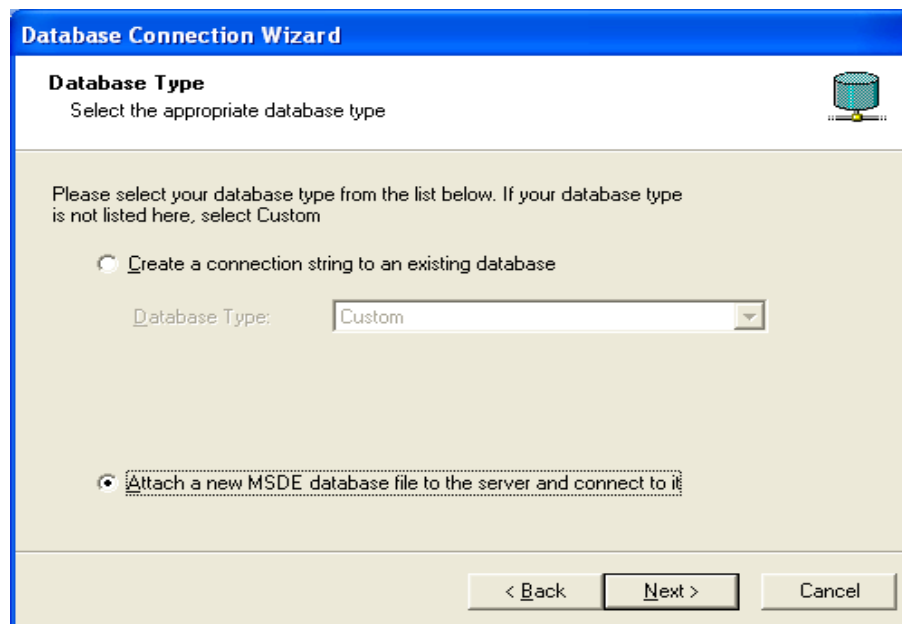 Database Connection Wizard
Database Type
Select the appropriate database type
Please select your database type from the list below. If your database type
is not listed here, select Custom
Create a connection string to an existing database
Database Type: Custom
Attach a new MSDE database file to the server and connect to it
< Back Next > Cancel